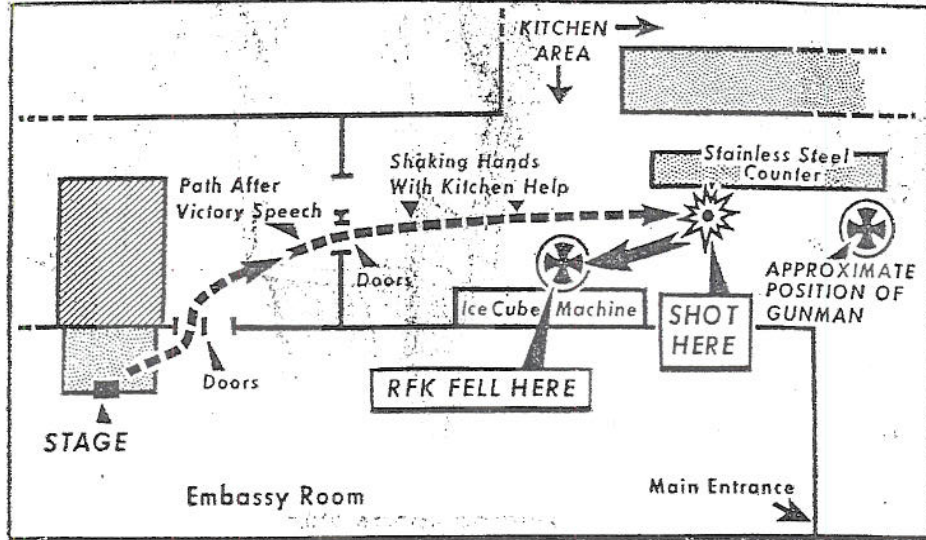 KITCHEN
AREA
Stainless Steel
Counter
Shaking Hands
With Kitchen Help
Path After
Victory Speech
Doors
APPROXIMATE
POSITION OF
GUNMAN
Ice Cube Machine
SHOT
HERE
Doors
RFK FELL HERE
STAGE
Embassy Room
Main Entrance